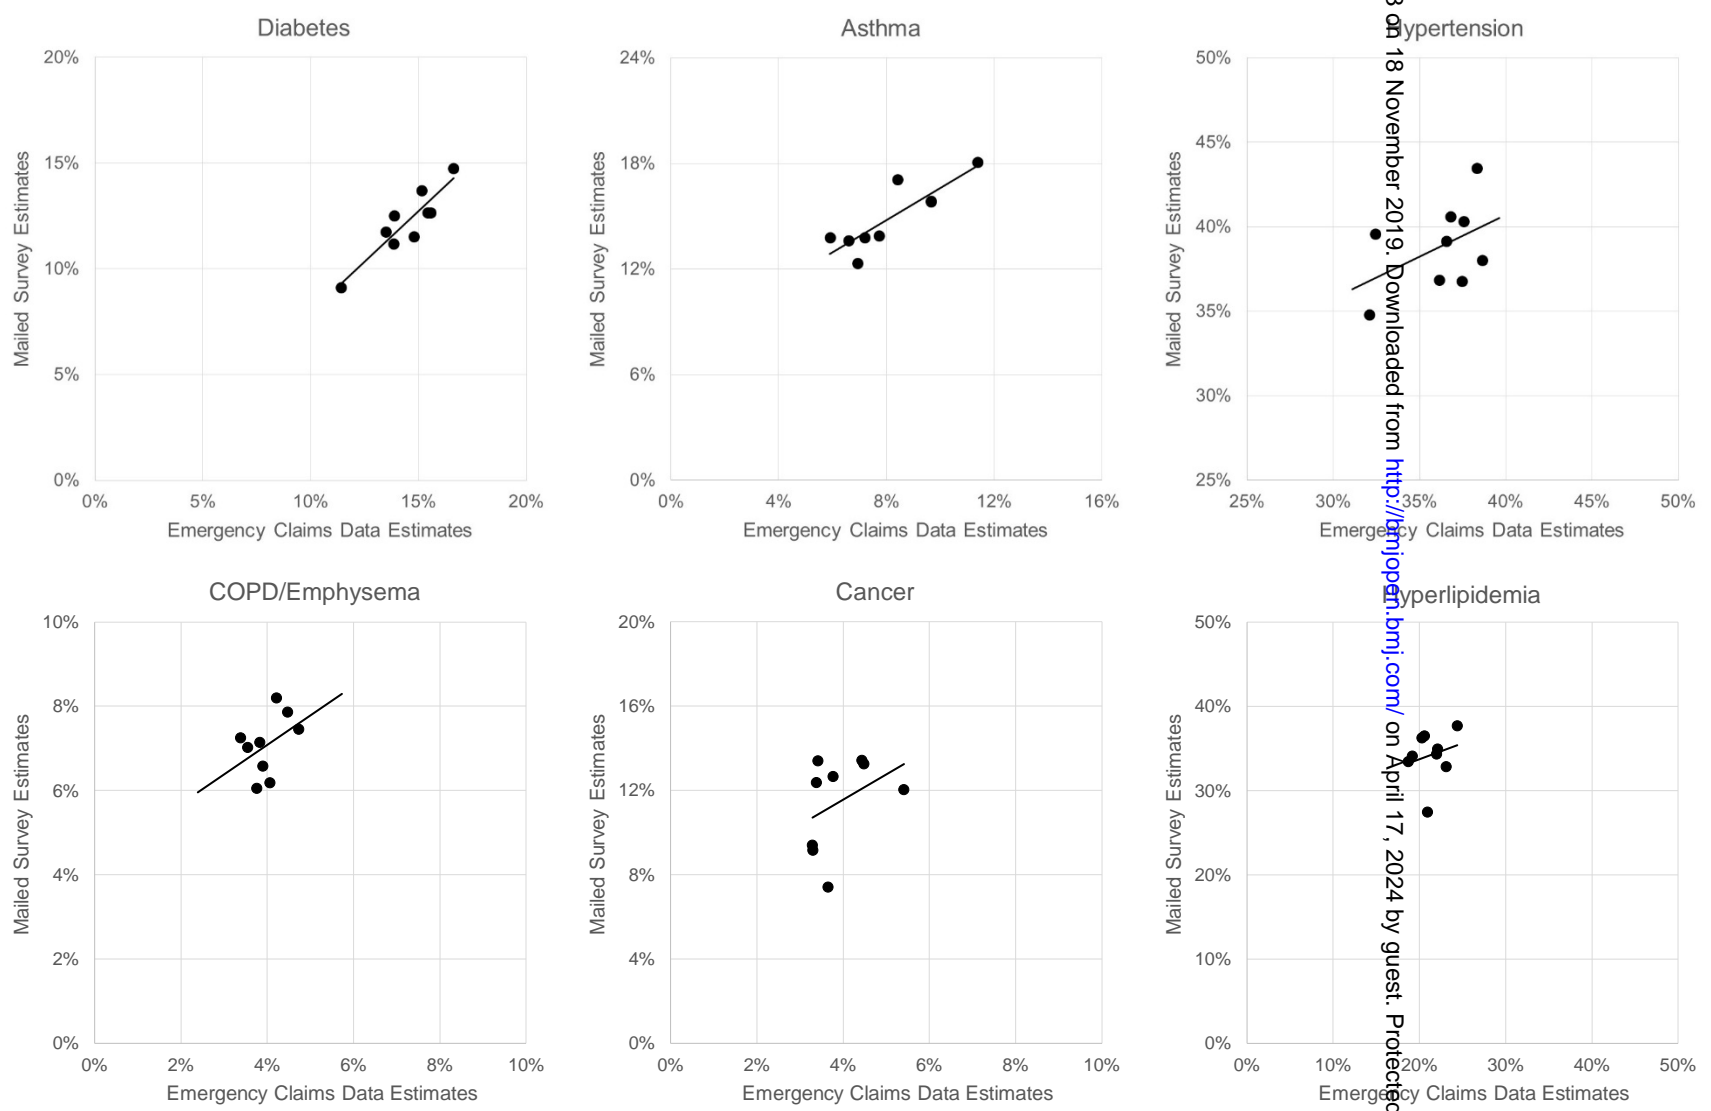 Diabetes
20%
15%
10%
5%
0%
0% 5% 10% 15% 20%
Mailed Survey Estimates
Emergency Claims Data Estimates
Asthma
24%
18%
12%
6%
0%
0% 4% 8% 12% 16%
Mailed Survey Estimates
Emergency Claims Data Estimates
Hypertension
50%
45%
40%
35%
30%
25%
25% 30% 35% 40% 45% 50%
Mailed Survey Estimates
Emergency Claims Data Estimates
COPD/Emphysema
10%
8%
6%
4%
2%
0%
0% 2% 4% 6% 8% 10%
Mailed Survey Estimates
Emergency Claims Data Estimates
Cancer
20%
16%
12%
8%
4%
0%
0% 2% 4% 6% 8% 10%
Mailed Survey Estimates
Emergency Claims Data Estimates
Hyperlipidemia
50%
40%
30%
20%
10%
0%
0% 10% 20% 30% 40% 50%
Mailed Survey Estimates
Emergency Claims Data Estimates
3 on 18 November 2019. Downloaded from http://bmjopen.bmj.com/ on April 17, 2024 by guest. Protected